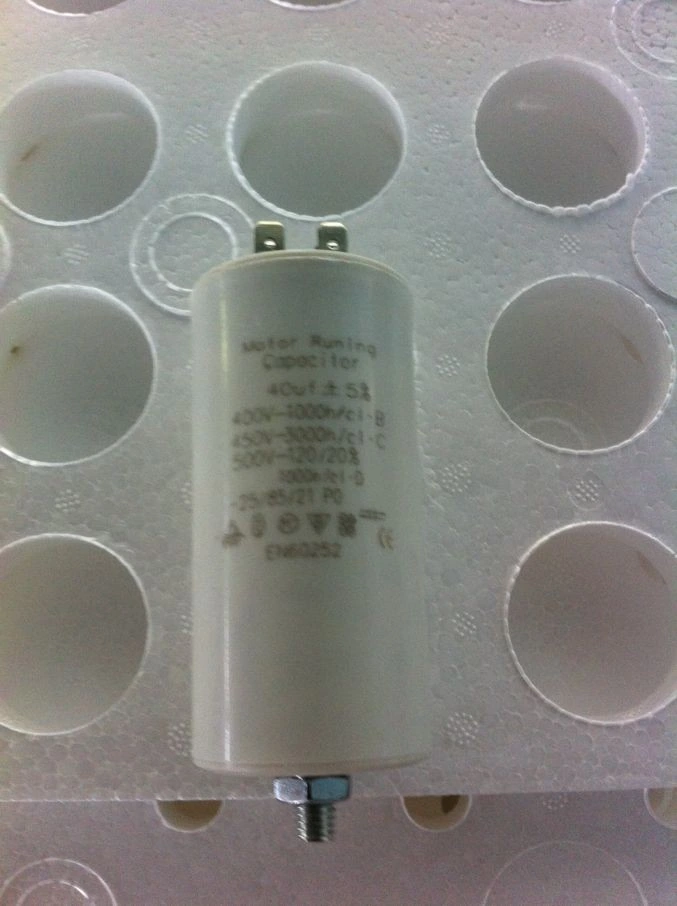 Motor Runing
Capacitor
40uf ± 5%
400V-1000h/cl-B
450V-3000h/cl-C
500V-120/20%
1000h/cl-D
-25/85/21 P0
CE
EN60252